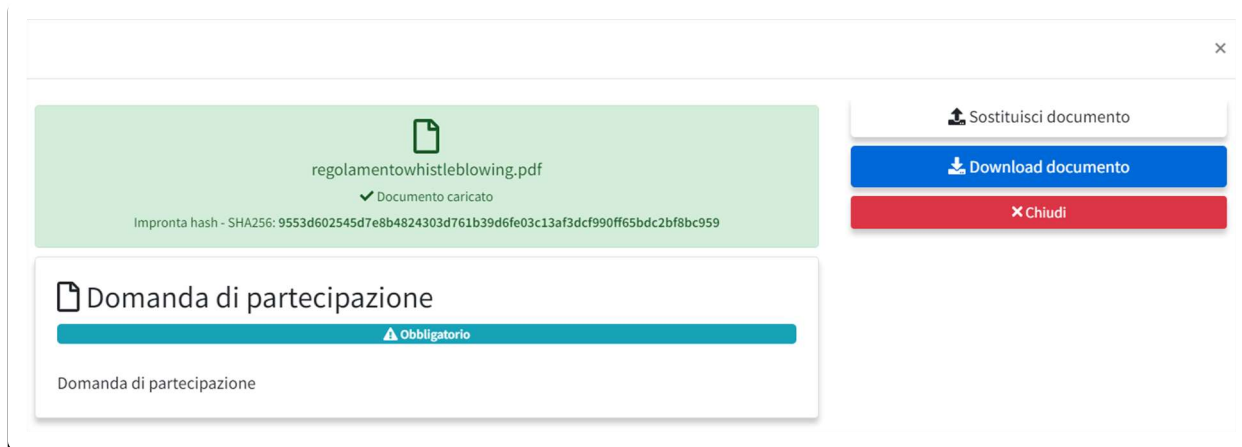 ×
regolamentowhistleblowing.pdf
Documento caricato
Impronta hash - SHA256: 9553d602545d7e8b4824303d761b39d6fe03c13af3dcf990ff65bdc2bf8bc959
Domanda di partecipazione
Obbligatorio
Domanda di partecipazione
Sostituisci documento
Download documento
Chiudi